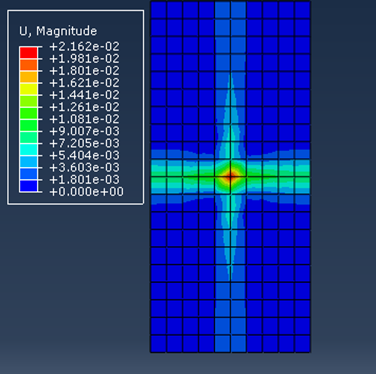 U, Magnitude
+2.162e-02
+1.981e-02
+1.801e-02
+1.621e-02
+1.441e-02
+1.261e-02
+1.081e-02
+9.007e-03
+7.205e-03
+5.404e-03
+3.603e-03
+1.801e-03
+0.000e+00